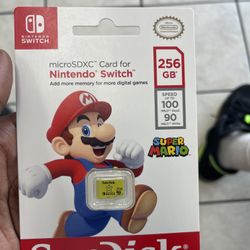 NINTENDO
SWITCH
microSDXC™ Card for
Nintendo® Switch™
Add more memory for more digital games
256
GB*
SPEED
UP TO
100
MB/s
90
MB/s
SUPER
MARIO
SanDisk
SanDisk